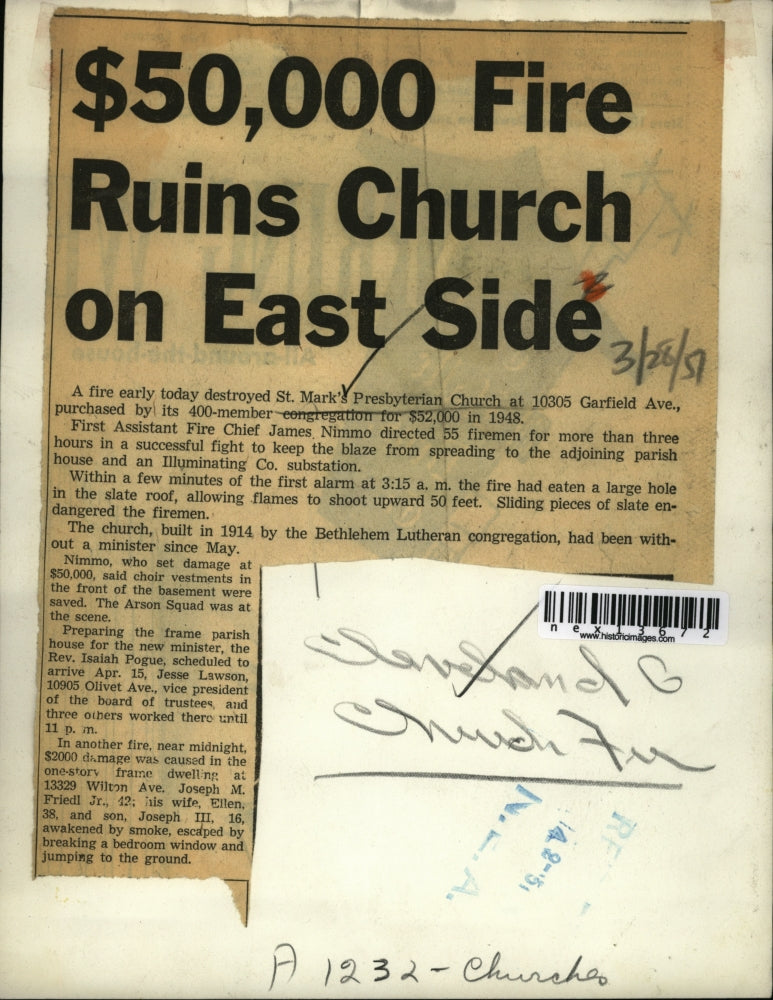 $50,000 Fire
Ruins Church
on East Side
3/28/51
A fire early today destroyed St. Mark's Presbyterian Church at 10305 Garfield Ave.,
purchased by its 400-member congregation for $52,000 in 1948.
First Assistant Fire Chief James Nimmo directed 55 firemen for more than three
hours in a successful fight to keep the blaze from spreading to the adjoining parish
house and an Illuminating Co. substation.
Within a few minutes of the first alarm at 3:15 a. m. the fire had eaten a large hole
in the slate roof, allowing flames to shoot upward 50 feet. Sliding pieces of slate en-
dangered the firemen.
The church, built in 1914 by the Bethlehem Lutheran congregation, had been with-
out a minister since May.
Nimmo, who set damage at
$50,000, said choir vestments in
the front of the basement were
saved. The Arson Squad was at
the scene.
Preparing the frame parish
house for the new minister, the
Rev. Isaiah Pogue, scheduled to
arrive Apr. 15, Jesse Lawson,
10905 Olivet Ave., vice president
of the board of trustees, and
three others worked there until
11 p. m.
In another fire, near midnight,
$2000 damage was caused in the
one-story frame dwelling at
13329 Wilton Ave. Joseph M.
Friedl Jr., 42; his wife, Ellen,
38, and son, Joseph III, 16,
awakened by smoke, escaped by
breaking a bedroom window and
jumping to the ground.
nex13672
www.historicimages.com
N.E.A.
A 1232 - Churches